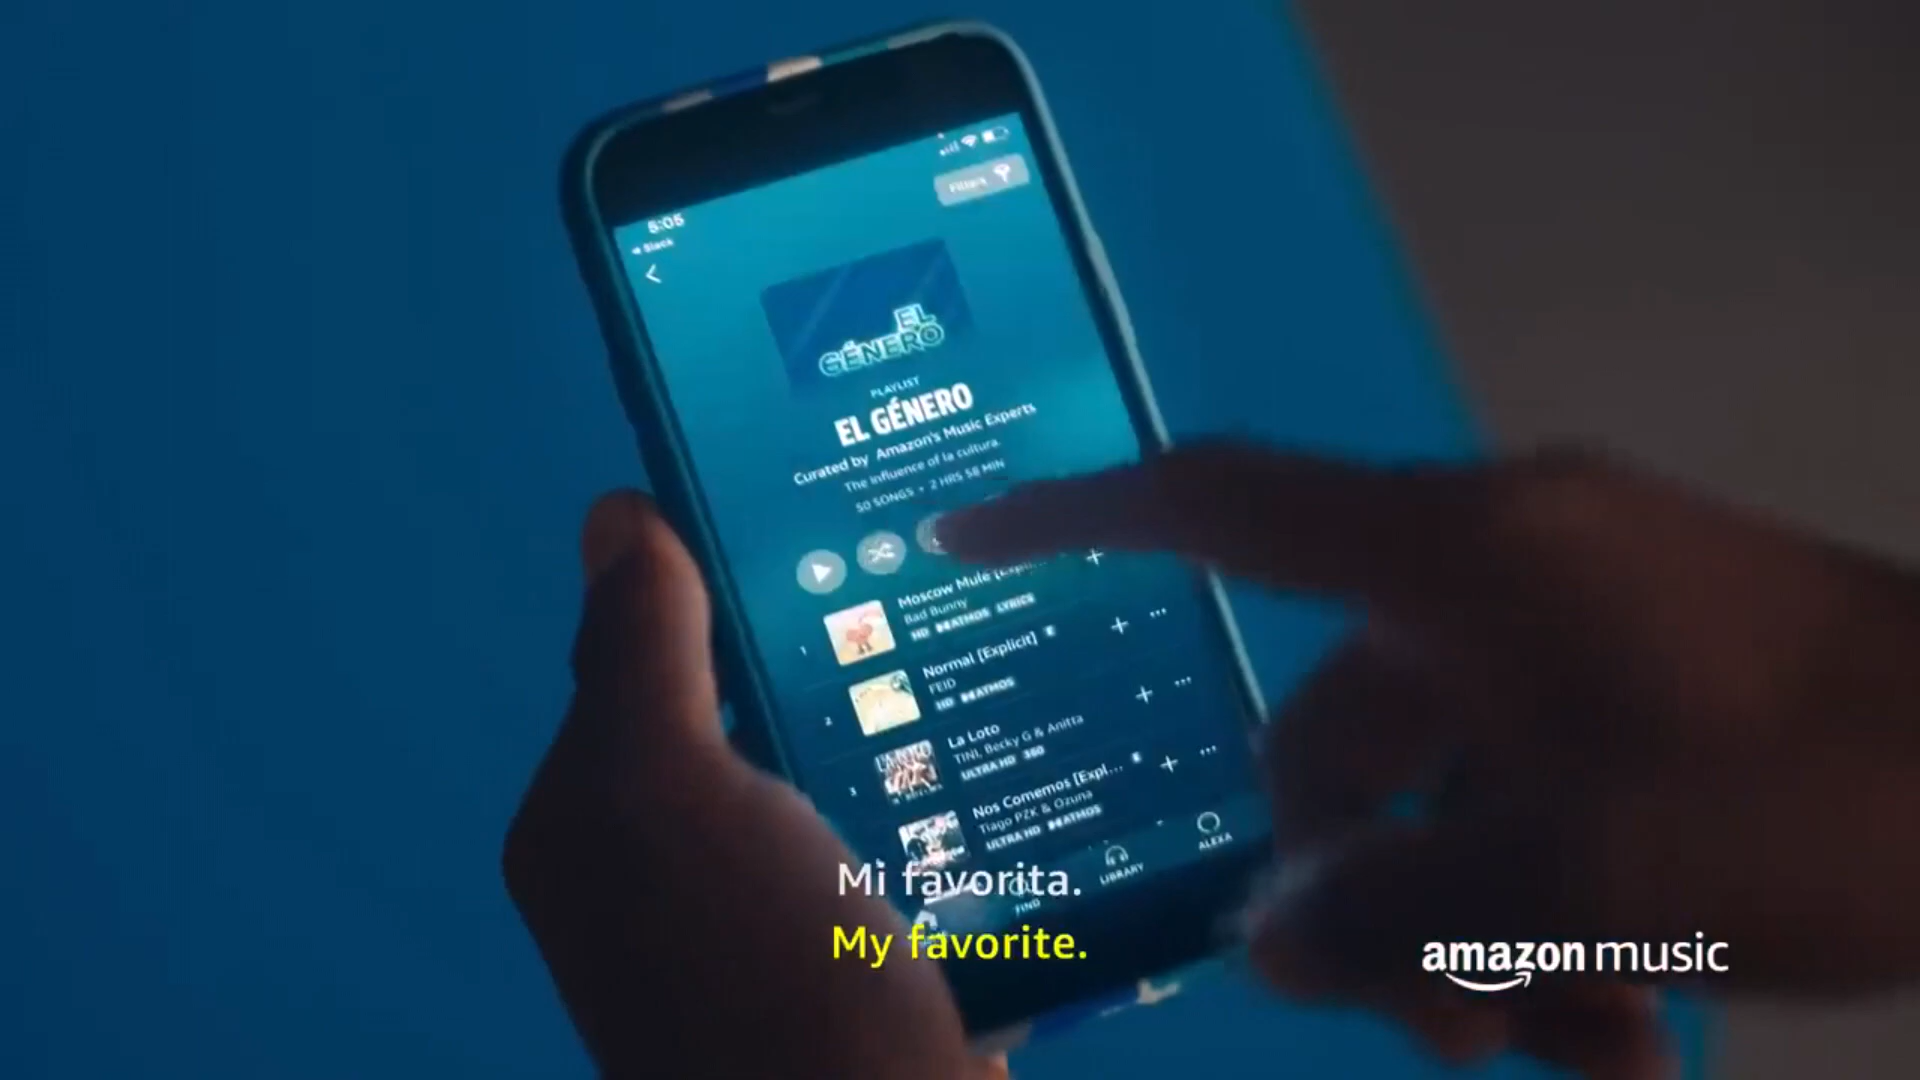 5:05
Slack
Filters
EL
GÉNERO
PLAYLIST
EL GÉNERO
Curated by Amazon's Music Experts
The influence of la cultura.
50 SONGS • 2 HRS 58 MIN
Moscow Mule [Expli...
Bad Bunny
HD ATMOS LYRICS
1
Normal [Explicit] E
FEID
HD ATMOS
2
La Loto
TINI, Becky G & Anitta
ULTRA HD 360
3
Nos Comemos [Expl... E
Tiago PZK & Ozuna
ULTRA HD ATMOS
FIND
LIBRARY
ALEXA
Mi favorita.
My favorite.
amazon music